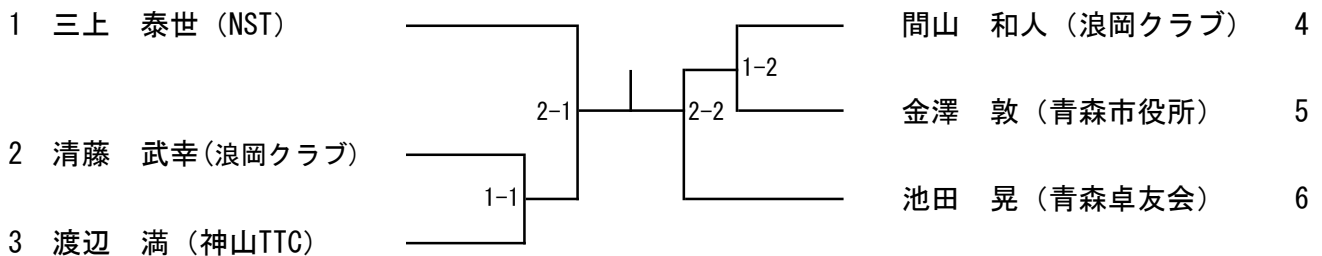 1 三上 泰世（NST） 間山 和人（浪岡クラブ） 4
1-2
2-1 2-2 金澤 敦（青森市役所） 5
2 清藤 武幸(浪岡クラブ)
1-1 池田 晃（青森卓友会） 6
3 渡辺 満（神山TTC）